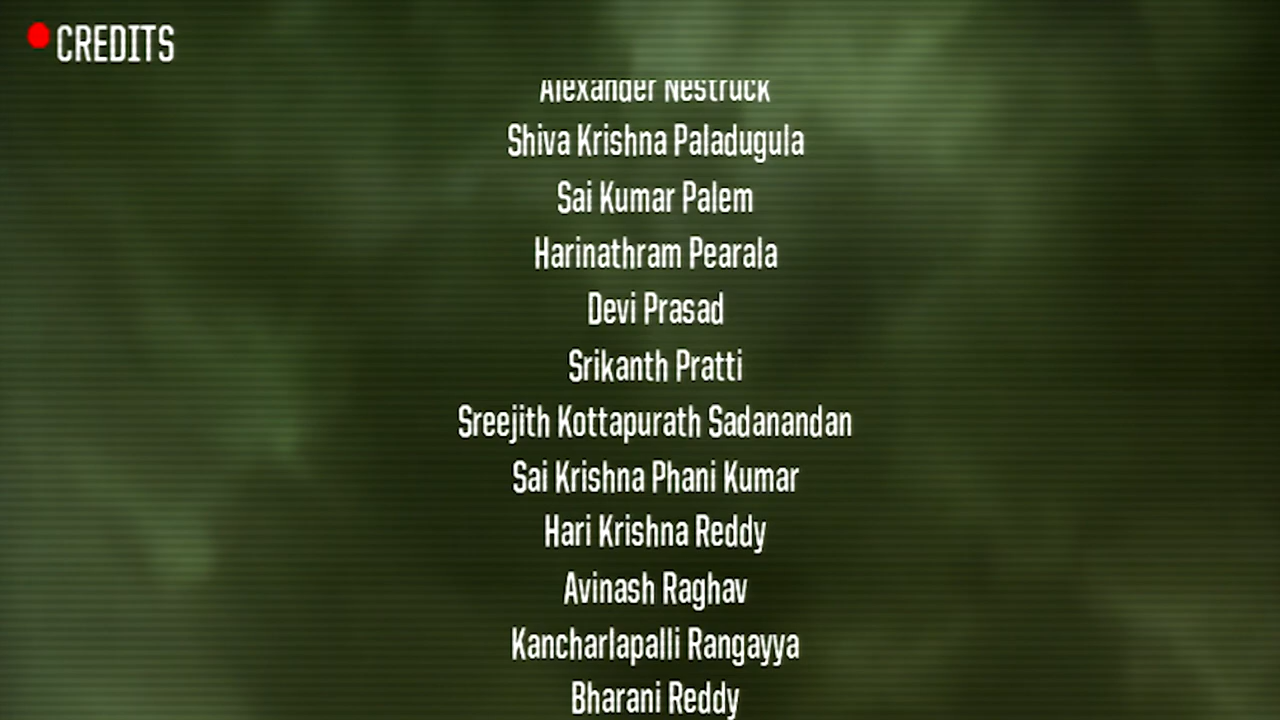 CREDITS
Alexander Nestruck
Shiva Krishna Paladugula
Sai Kumar Palem
Harinathram Pearala
Devi Prasad
Srikanth Pratti
Sreejith Kottapurath Sadanandan
Sai Krishna Phani Kumar
Hari Krishna Reddy
Avinash Raghav
Kancharlapalli Rangayya
Bharani Reddy